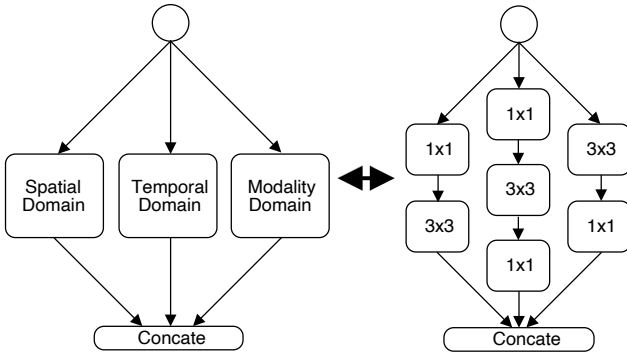 Spatial
Domain
Temporal
Domain
Modality
Domain
Concate
1x1
3x3
1x1
3x3
1x1
3x3
1x1
Concate